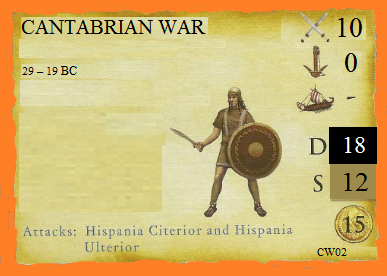 CANTABRIAN WAR
10
29 – 19 BC
0
-
D 18
S 12
Attacks: Hispania Citerior and Hispania
Ulterior
15
CW02